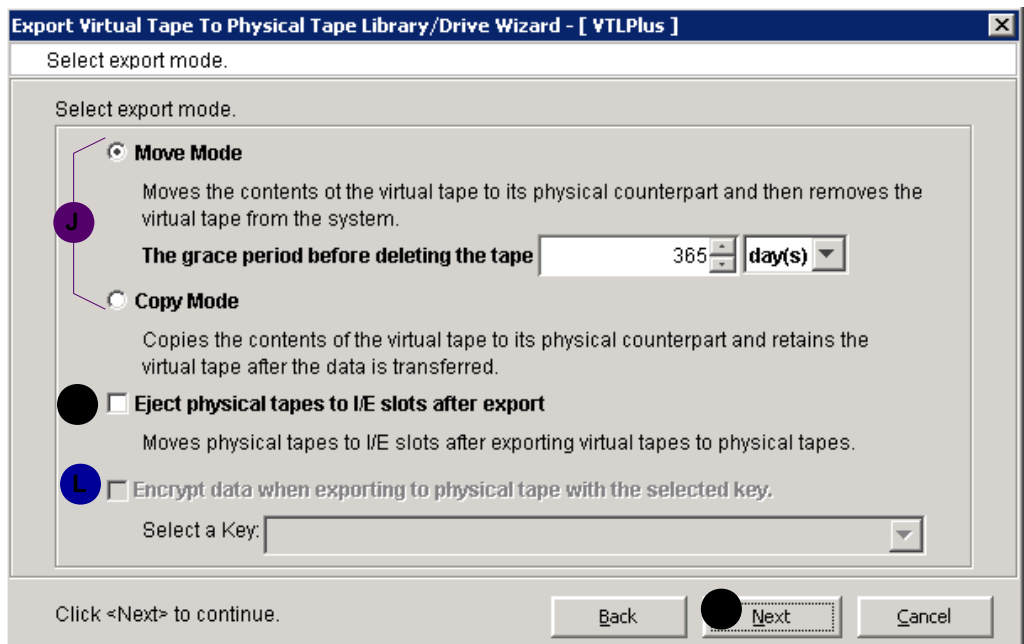 Export Virtual Tape To Physical Tape Library/Drive Wizard - [ VTLPlus ]
Select export mode.
Select export mode.
Move Mode
Moves the contents of the virtual tape to its physical counterpart and then removes the
virtual tape from the system.
J
The grace period before deleting the tape 365 day(s)
Copy Mode
Copies the contents of the virtual tape to its physical counterpart and retains the
virtual tape after the data is transferred.
Eject physical tapes to I/E slots after export
Moves physical tapes to I/E slots after exporting virtual tapes to physical tapes.
L Encrypt data when exporting to physical tape with the selected key.
Select a Key:
Click <Next> to continue. Back Next Cancel